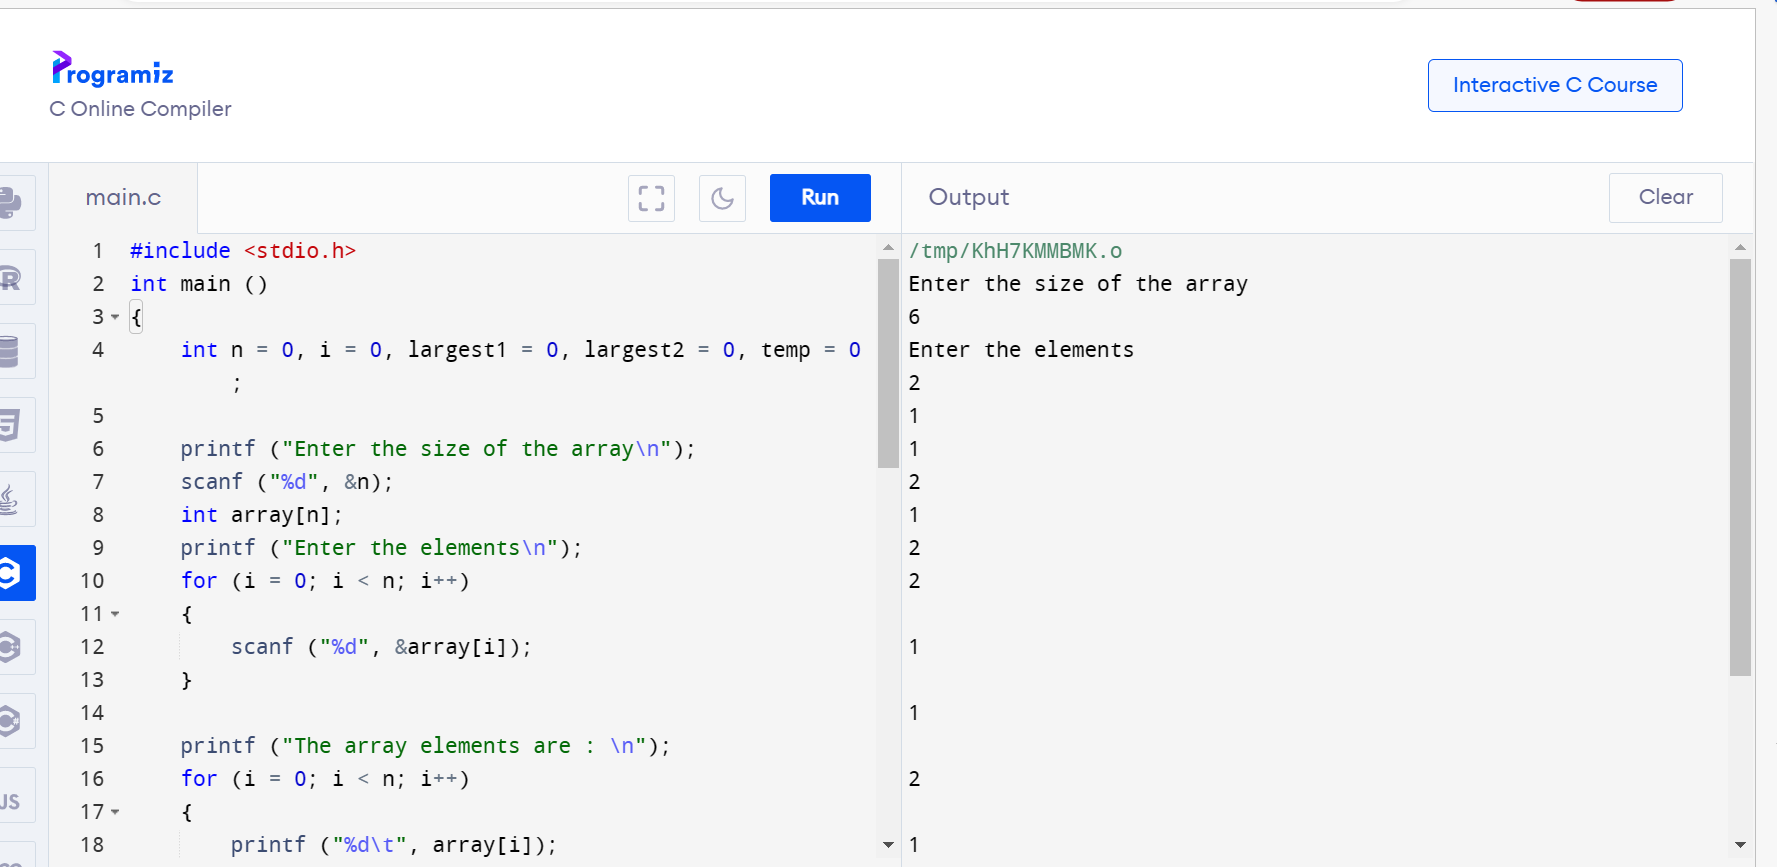 Programiz
C Online Compiler
Interactive C Course
main.c
Run
Output
Clear
1 #include <stdio.h>
2 int main ()
3 {
4 int n = 0, i = 0, largest1 = 0, largest2 = 0, temp = 0
;
5
6 printf ("Enter the size of the array\n");
7 scanf ("%d", &n);
8 int array[n];
9 printf ("Enter the elements\n");
10 for (i = 0; i < n; i++)
11 {
12 scanf ("%d", &array[i]);
13 }
14
15 printf ("The array elements are : \n");
16 for (i = 0; i < n; i++)
17 {
18 printf ("%d\t", array[i]);
/tmp/KhH7KMMBMK.o
Enter the size of the array
6
Enter the elements
2
1
1
2
1
2
2
1
1
2
1
R
5
C
C
C#
JS